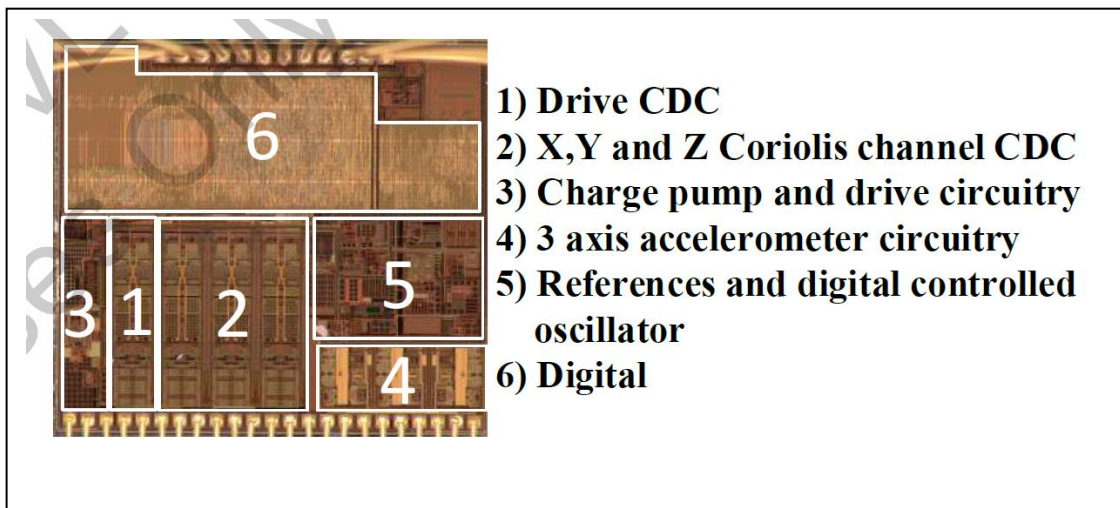 6
3 1 2 5
4
1) Drive CDC
2) X,Y and Z Coriolis channel CDC
3) Charge pump and drive circuitry
4) 3 axis accelerometer circuitry
5) References and digital controlled
oscillator
6) Digital
only